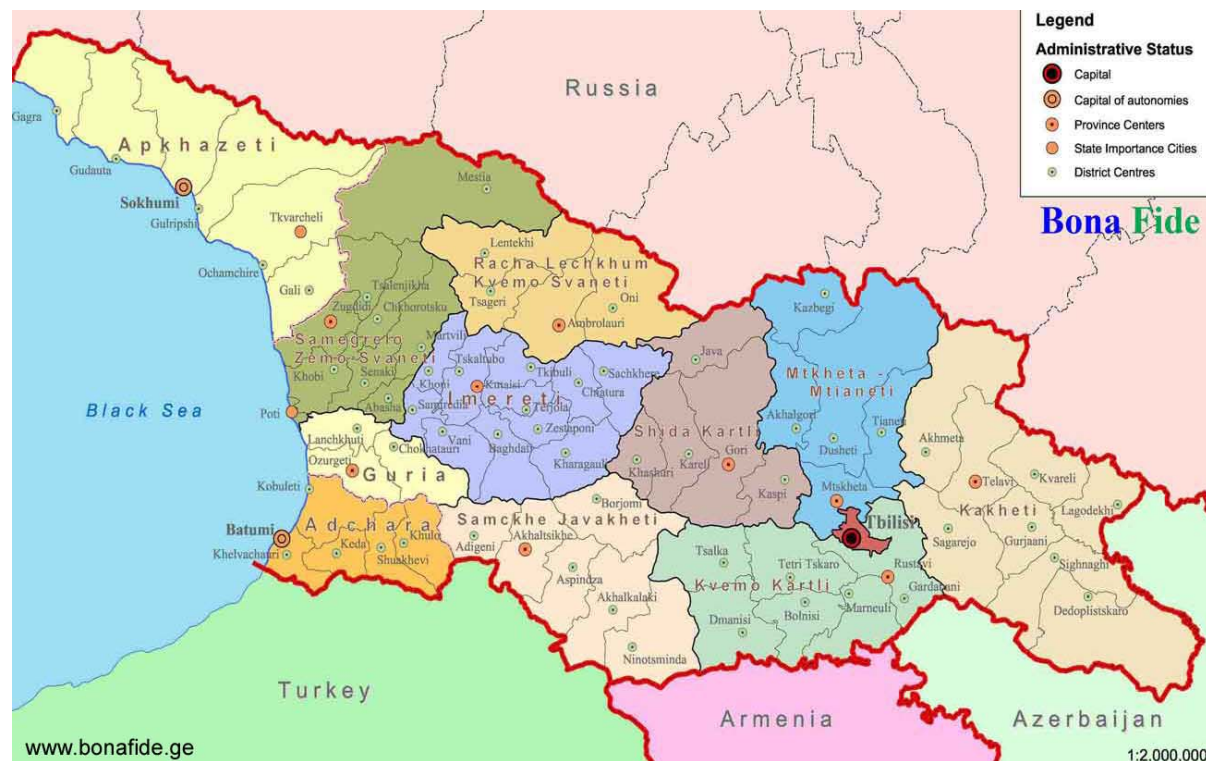 Legend
Administrative Status
Capital
Capital of autonomies
Province Centers
State Importance Cities
District Centres
Bona Fide
Russia
Gagra
Apkhazeti
Gudauta
Sokhumi
Gulripshi
Tkvarcheli
Ochamchire
Gali
Mestia
Lentekhi
Racha Lechkhum
Kvemo Svaneti
Tsageri
Oni
Ambrolauri
Tsalenjikha
Zugdidi
Chkhorotsku
Samegrelo
Zemo-Svaneti
Martvili
Khobi
Senaki
Abasha
Poti
Black Sea
Tskaltubo
Khoni
Kutaisi
Tkibuli
Sachkhere
Chiatura
Imereti
Samtredia
Terjola
Vani
Zestaponi
Baghdati
Kharagauli
Java
Shida Kartli
Khashuri
Kareli
Gori
Kaspi
Kazbegi
Mtkheta -
Mtianeti
Akhalgori
Tianeti
Dusheti
Mtskheta
Tbilisi
Akhmeta
Telavi
Kvareli
Lagodekhi
Kakheti
Sagarejo
Gurjaani
Sighnaghi
Dedoplistskaro
Lanchkhuti
Chokhatauri
Ozurgeti
Guria
Kobuleti
Batumi
Adchara
Khelvachauri
Keda
Khulo
Shuakhevi
Borjomi
Samckhe Javakheti
Adigeni
Akhaltsikhe
Aspindza
Akhalkalaki
Ninotsminda
Tsalka
Tetri Tskaro
Kvemo Kartli
Rustavi
Gardabani
Marneuli
Bolnisi
Dmanisi
Turkey
Armenia
Azerbaijan
www.bonafide.ge
1:2,000,000